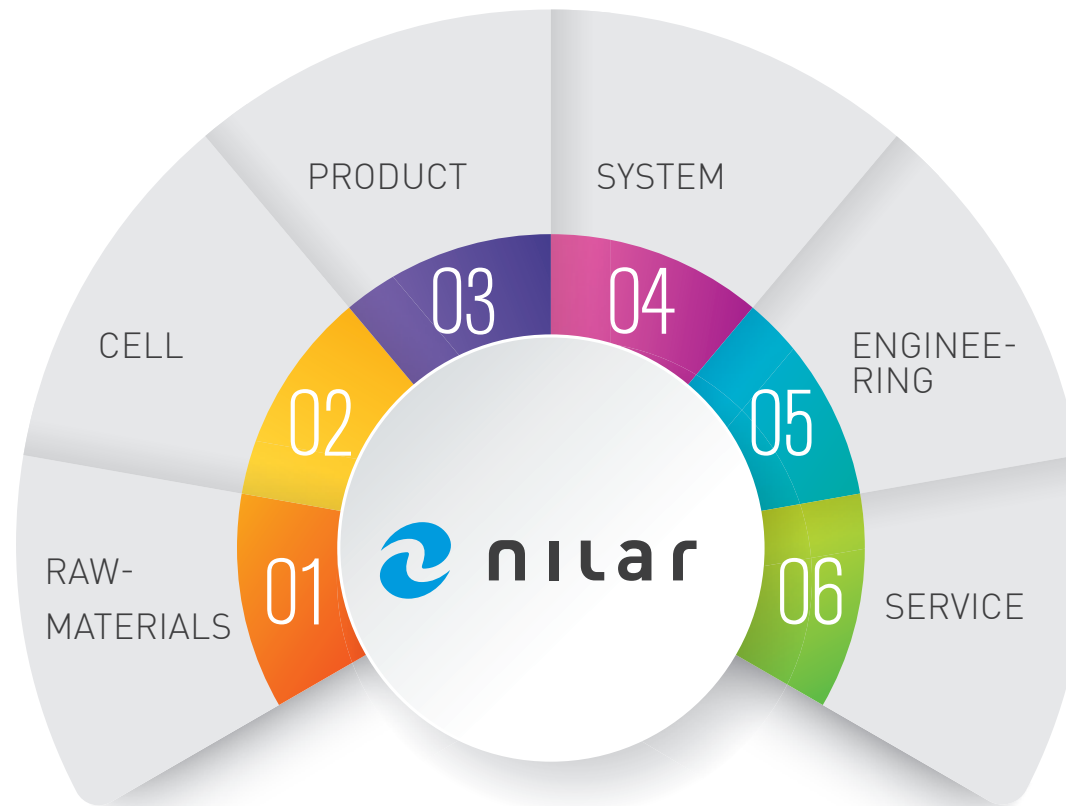 RAW-
MATERIALS
01
CELL
02
PRODUCT
03
SYSTEM
04
ENGINEE-
RING
05
SERVICE
06
nilar